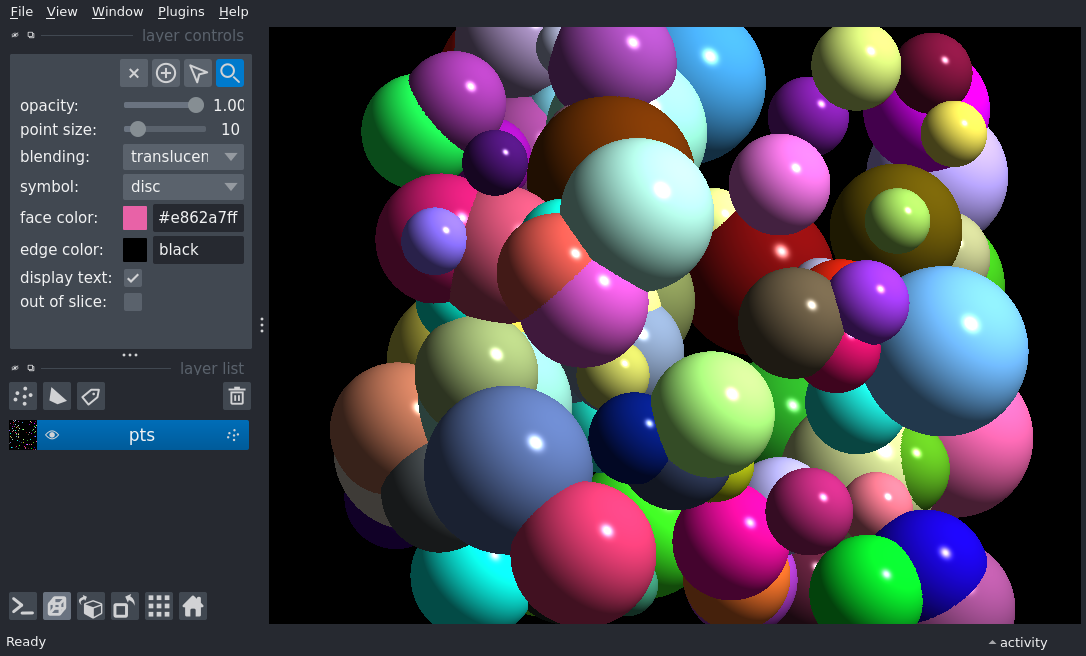 File View Window Plugins Help
layer controls
opacity: 1.00
point size: 10
blending: translucen
symbol: disc
face color: #e862a7ff
edge color: black
display text:
out of slice:
layer list
pts
Ready
activity